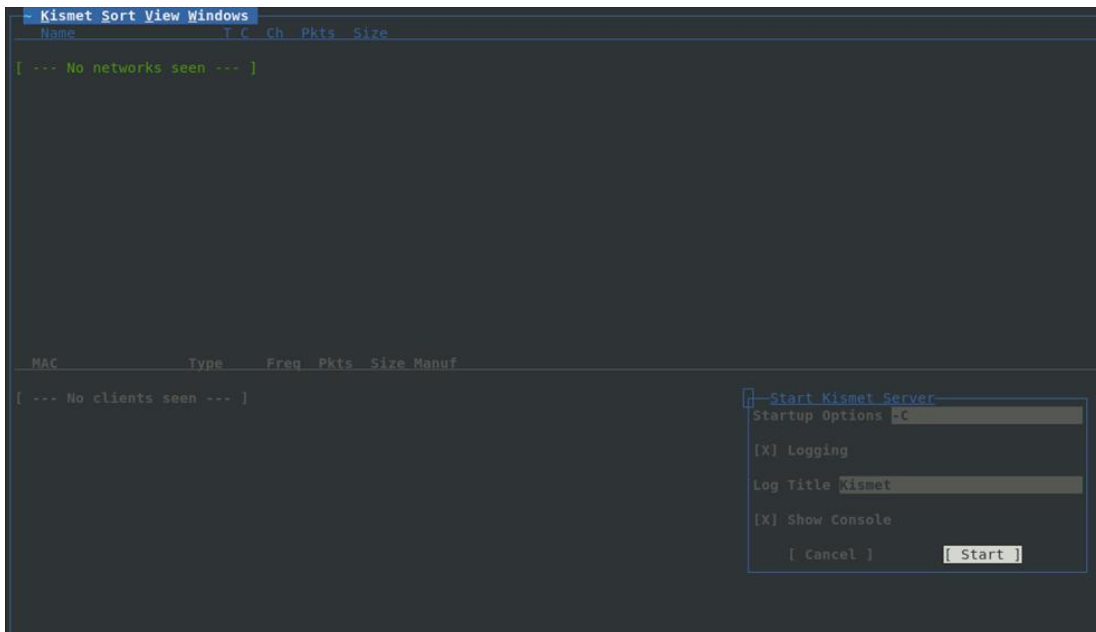 ~ Kismet Sort View Windows
Name T C Ch Pkts Size
[ --- No networks seen --- ]
MAC Type Freq Pkts Size Manuf
[ --- No clients seen --- ]
Start Kismet Server
Startup Options -C
[X] Logging
Log Title Kismet
[X] Show Console
[ Cancel ] [ Start ]